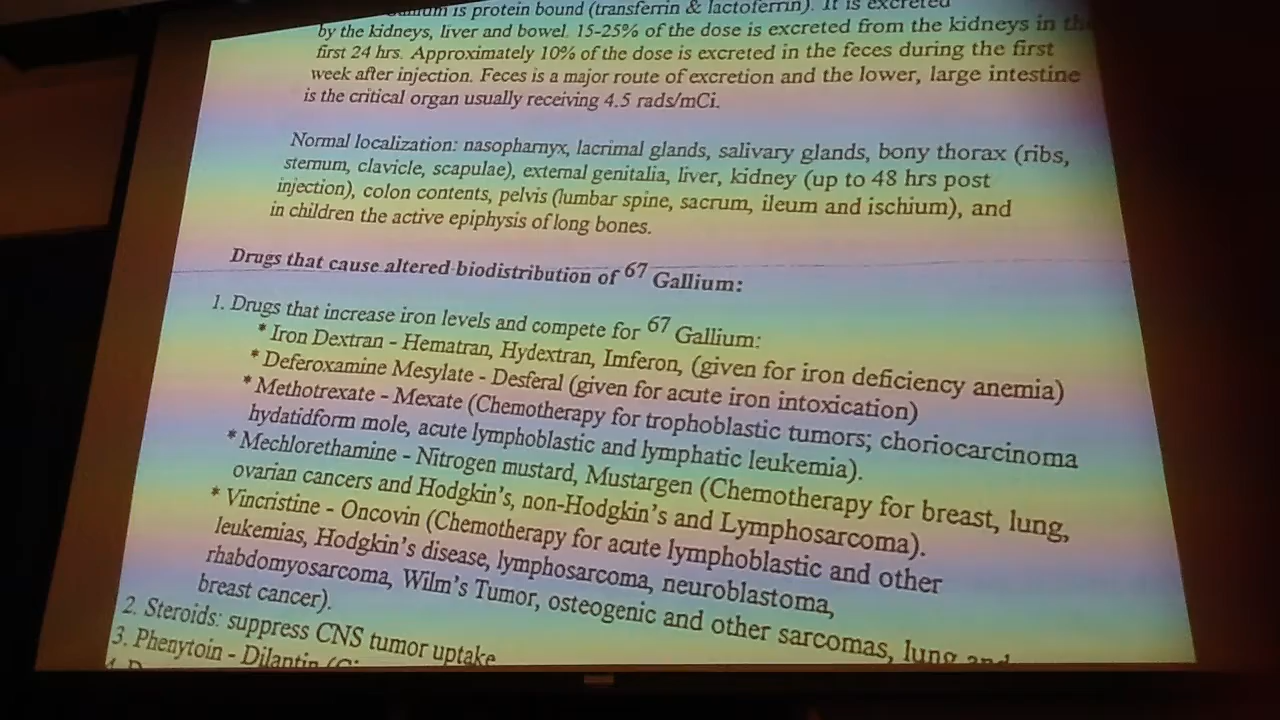 is protein bound (transferrin & lactoferrin). It is excreted
by the kidneys, liver and bowel. 15-25% of the dose is excreted from the kidneys in the
first 24 hrs. Approximately 10% of the dose is excreted in the feces during the first
week after injection. Feces is a major route of excretion and the lower, large intestine
is the critical organ usually receiving 4.5 rads/mCi.
Normal localization: nasopharnyx, lacrimal glands, salivary glands, bony thorax (ribs,
sternum, clavicle, scapulae), external genitalia, liver, kidney (up to 48 hrs post
injection), colon contents, pelvis (lumbar spine, sacrum, ileum and ischium), and
in children the active epiphysis of long bones.
Drugs that cause altered biodistribution of 67 Gallium:
1. Drugs that increase iron levels and compete for 67 Gallium:
* Iron Dextran - Hematran, Hydextran, Imferon, (given for iron deficiency anemia)
* Deferoxamine Mesylate - Desferal (given for acute iron intoxication)
* Methotrexate - Mexate (Chemotherapy for trophoblastic tumors; choriocarcinoma
hydatidform mole, acute lymphoblastic and lymphatic leukemia).
* Mechlorethamine - Nitrogen mustard, Mustargen (Chemotherapy for breast, lung,
ovarian cancers and Hodgkin's, non-Hodgkin's and Lymphosarcoma).
* Vincristine - Oncovin (Chemotherapy for acute lymphoblastic and other
leukemias, Hodgkin's disease, lymphosarcoma, neuroblastoma,
rhabdomyosarcoma, Wilm's Tumor, osteogenic and other sarcomas, lung and
breast cancer).
2. Steroids: suppress CNS tumor uptake
3. Phenytoin - Dilantin